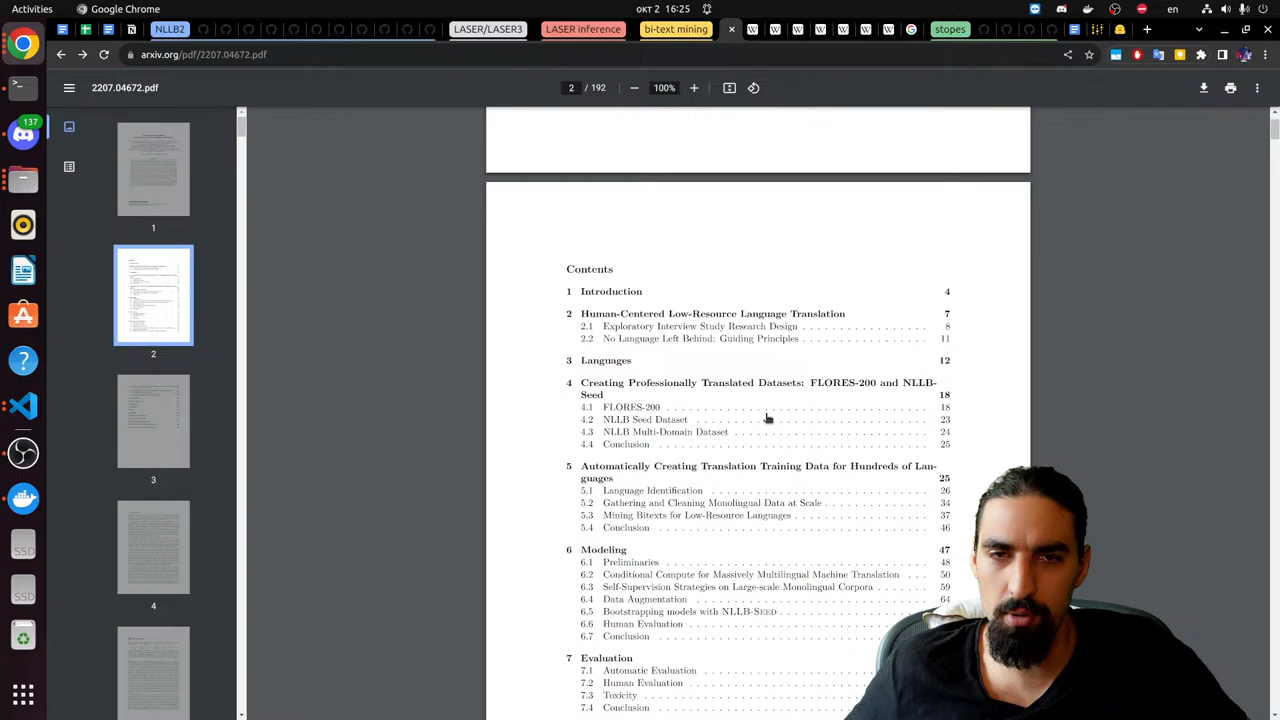 Activities
Google Chrome
окт 2 16:25
NLLB2
LASER/LASER3
LASER inference
bi-text mining
stopes
arxiv.org/pdf/2207.04672.pdf
2207.04672.pdf
2 / 192
100%
137
1
2
3
4
Contents
1 Introduction 4
2 Human-Centered Low-Resource Language Translation 7
2.1 Exploratory Interview Study Research Design 8
2.2 No Language Left Behind: Guiding Principles 11
3 Languages 12
4 Creating Professionally Translated Datasets: FLORES-200 and NLLB-
Seed 18
4.1 FLORES-200 18
4.2 NLLB Seed Dataset 23
4.3 NLLB Multi-Domain Dataset 24
4.4 Conclusion 25
5 Automatically Creating Translation Training Data for Hundreds of Lan-
guages 25
5.1 Language Identification 26
5.2 Gathering and Cleaning Monolingual Data at Scale 34
5.3 Mining Bitexts for Low-Resource Languages 37
5.4 Conclusion 46
6 Modeling 47
6.1 Preliminaries 48
6.2 Conditional Compute for Massively Multilingual Machine Translation 50
6.3 Self-Supervision Strategies on Large-scale Monolingual Corpora 59
6.4 Data Augmentation 64
6.5 Bootstrapping models with NLLB-Seed
6.6 Human Evaluation
6.7 Conclusion
7 Evaluation
7.1 Automatic Evaluation
7.2 Human Evaluation
7.3 Toxicity
7.4 Conclusion